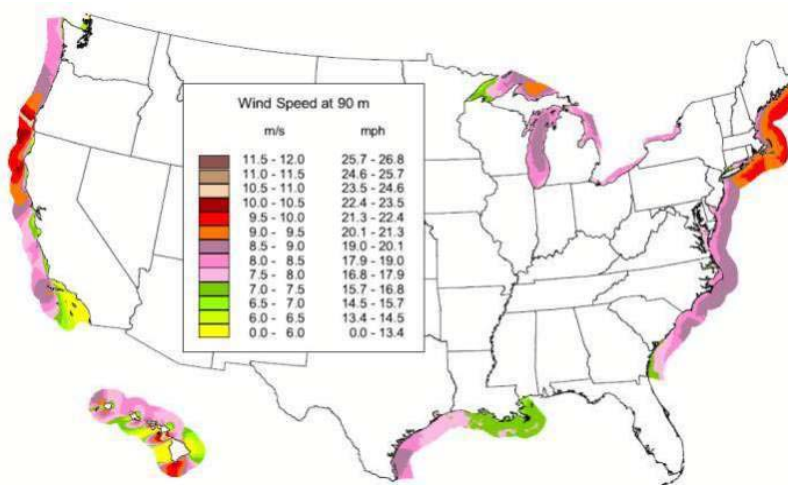 Wind Speed at 90 m
m/s mph
11.5 - 12.0 25.7 - 26.8
11.0 - 11.5 24.6 - 25.7
10.5 - 11.0 23.5 - 24.6
10.0 - 10.5 22.4 - 23.5
9.5 - 10.0 21.3 - 22.4
9.0 - 9.5 20.1 - 21.3
8.5 - 9.0 19.0 - 20.1
8.0 - 8.5 17.9 - 19.0
7.5 - 8.0 16.8 - 17.9
7.0 - 7.5 15.7 - 16.8
6.5 - 7.0 14.5 - 15.7
6.0 - 6.5 13.4 - 14.5
0.0 - 6.0 0.0 - 13.4